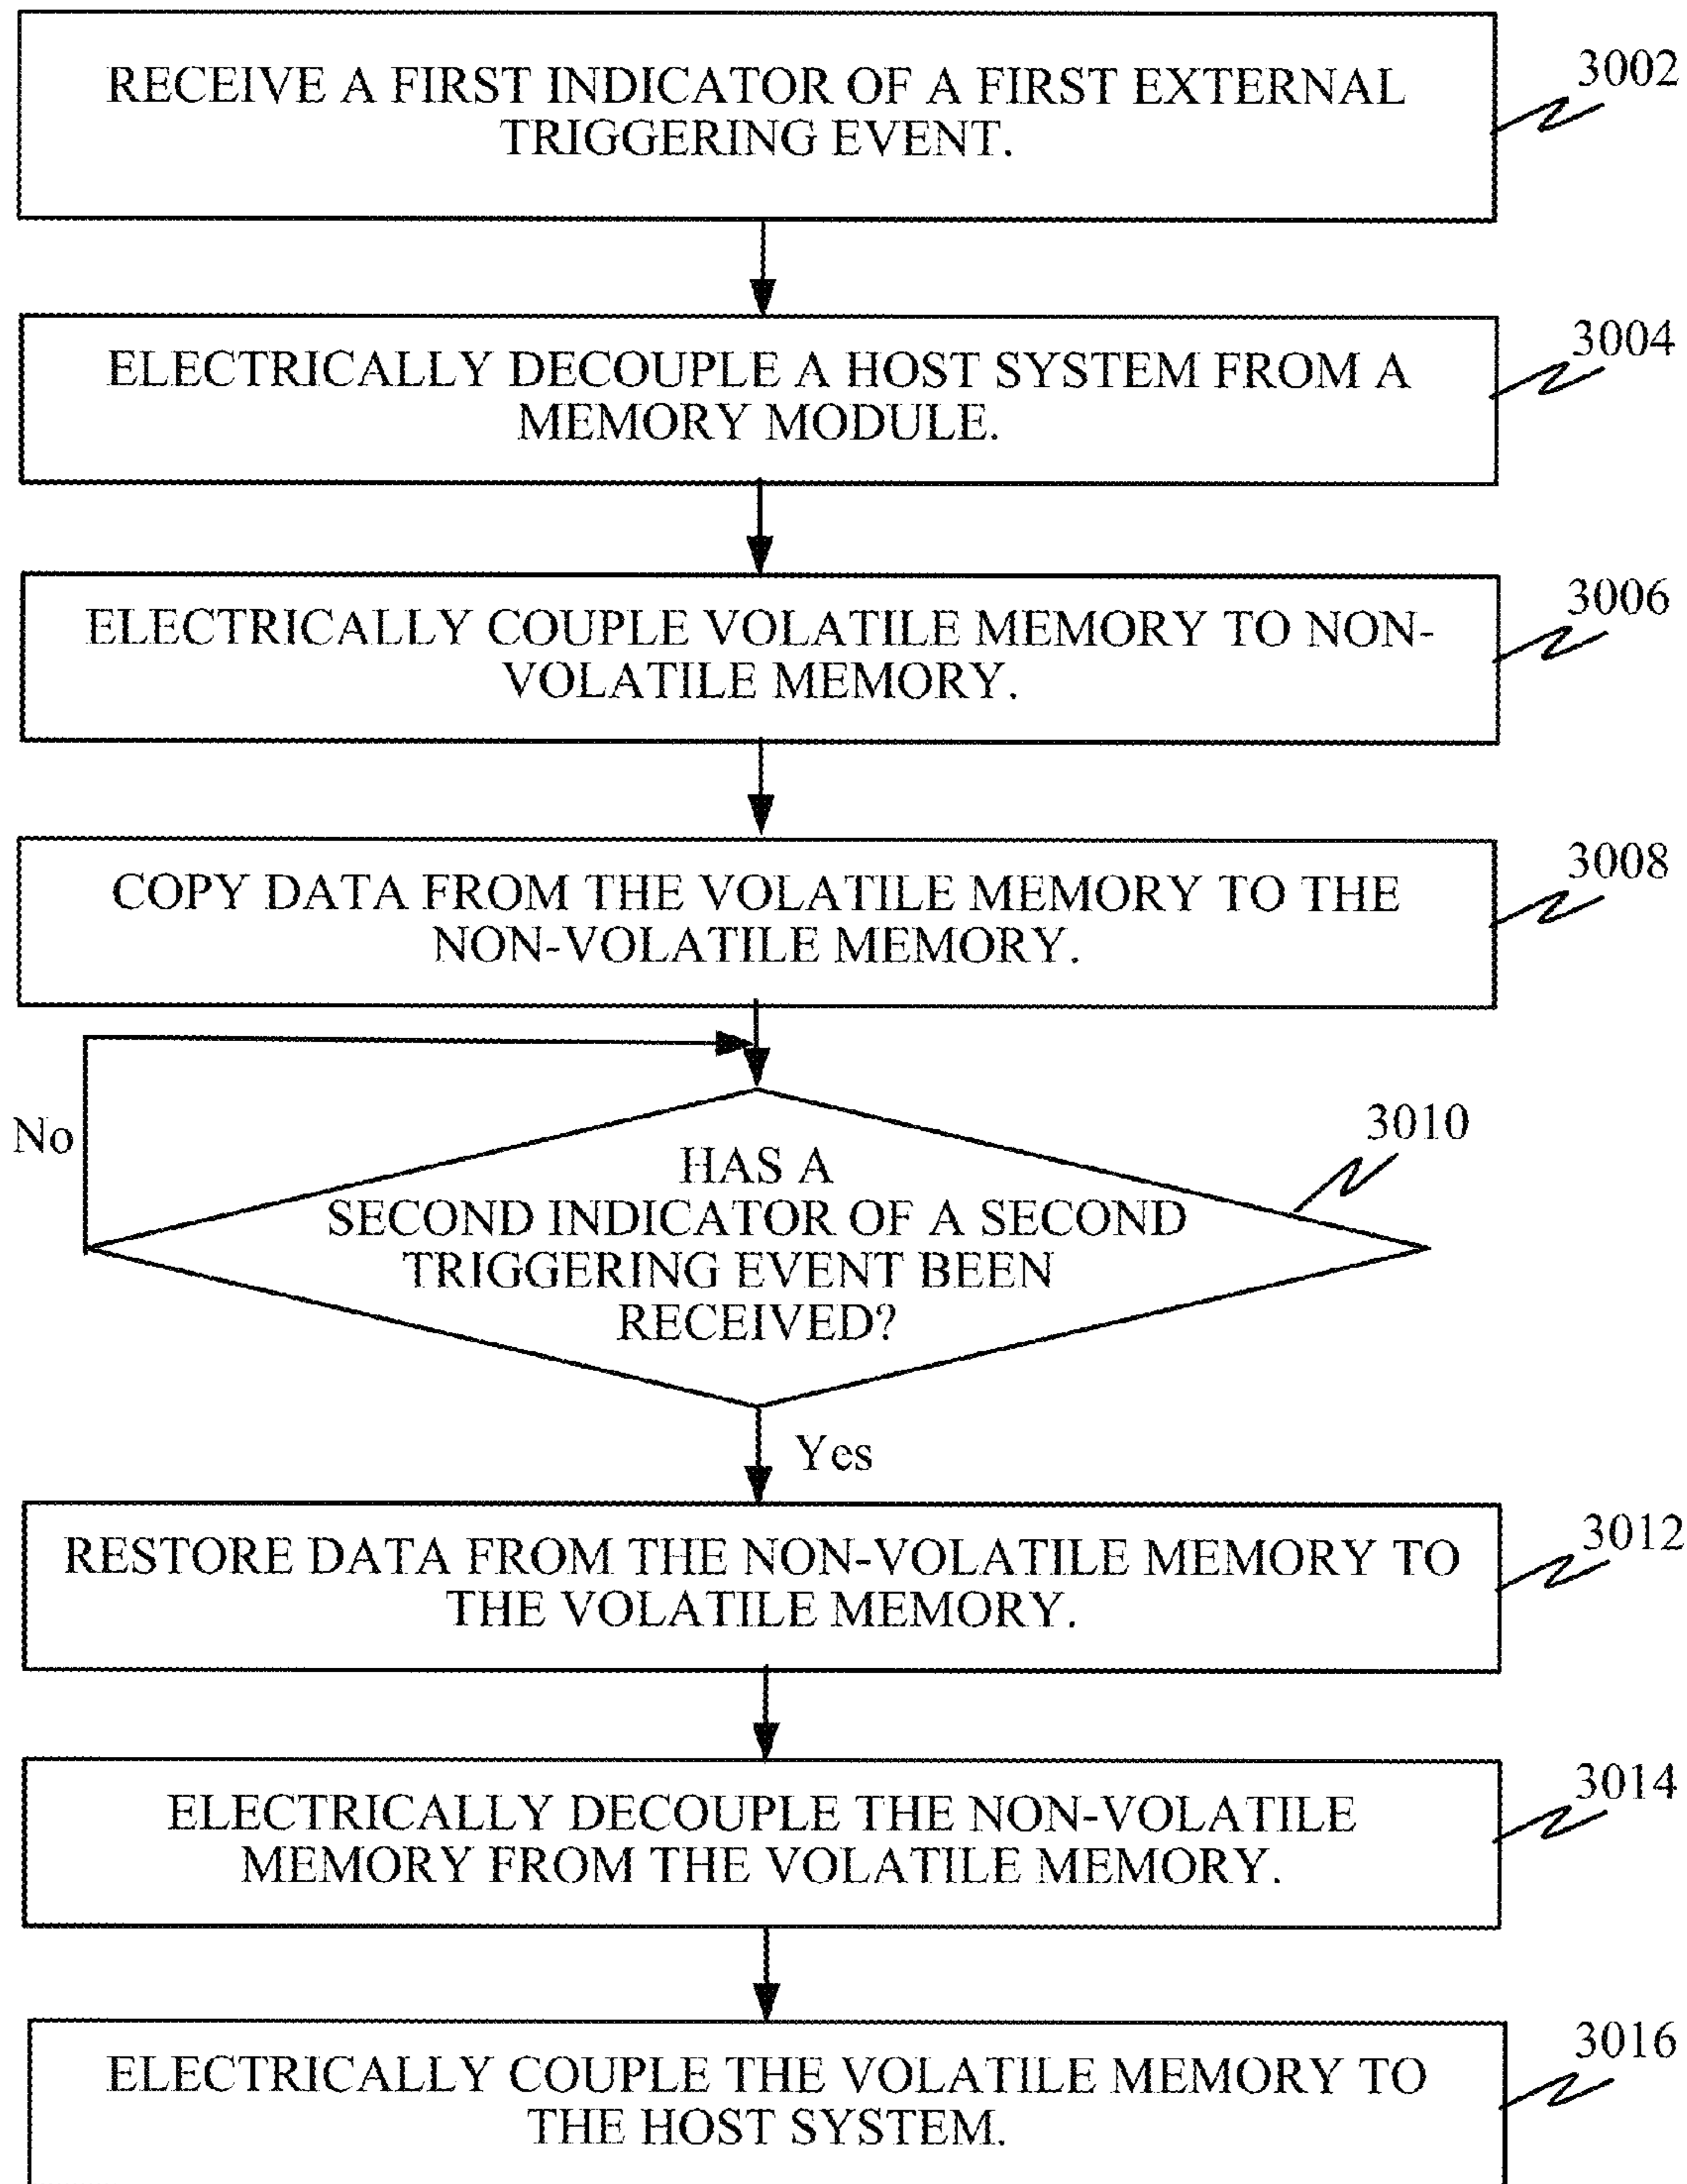 RECEIVE A FIRST INDICATOR OF A FIRST EXTERNAL
TRIGGERING EVENT.
3002
ELECTRICALLY DECOUPLE A HOST SYSTEM FROM A
MEMORY MODULE.
3004
ELECTRICALLY COUPLE VOLATILE MEMORY TO NON-
VOLATILE MEMORY.
3006
COPY DATA FROM THE VOLATILE MEMORY TO THE
NON-VOLATILE MEMORY.
3008
No
HAS A
SECOND INDICATOR OF A SECOND
TRIGGERING EVENT BEEN
RECEIVED?
3010
Yes
RESTORE DATA FROM THE NON-VOLATILE MEMORY TO
THE VOLATILE MEMORY.
3012
ELECTRICALLY DECOUPLE THE NON-VOLATILE
MEMORY FROM THE VOLATILE MEMORY.
3014
ELECTRICALLY COUPLE THE VOLATILE MEMORY TO
THE HOST SYSTEM.
3016